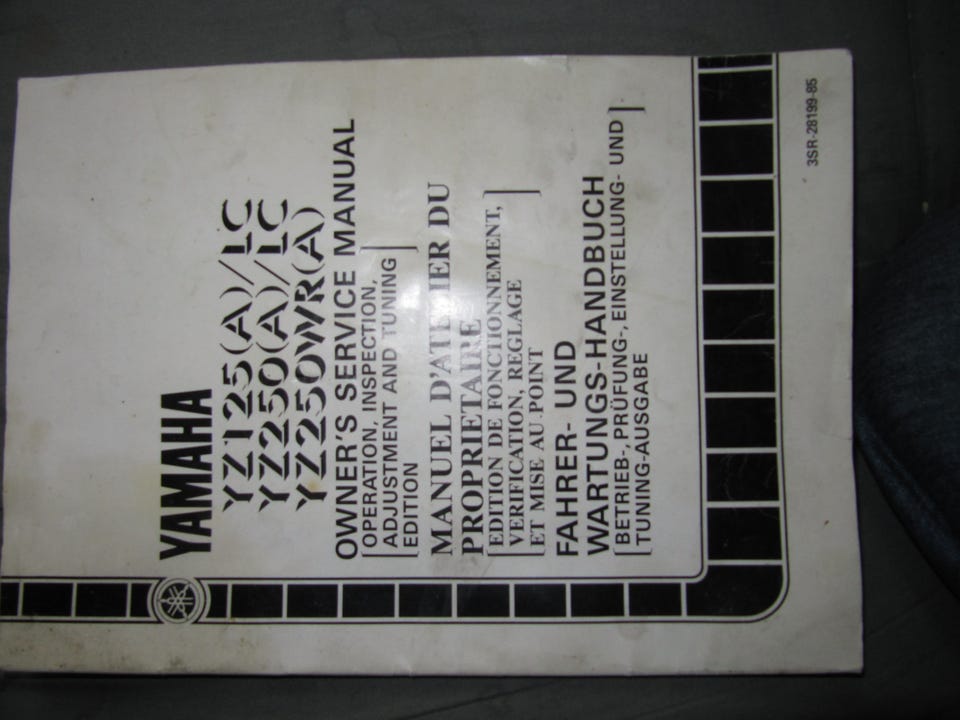 YAMAHA
YZ125(A)/LC
YZ250(A)/LC
YZ250WR(A)
OWNER'S SERVICE MANUAL
[OPERATION, INSPECTION,
ADJUSTMENT AND TUNING
EDITION]
MANUEL D'ATELIER DU
PROPRIETAIRE
[EDITION DE FONCTIONNEMENT,
VERIFICATION, REGLAGE
ET MISE AU POINT]
FAHRER- UND
WARTUNGS-HANDBUCH
[BETRIEB-, PRÜFUNG-, EINSTELLUNG- UND
TUNING-AUSGABE]
3SR-28199-85